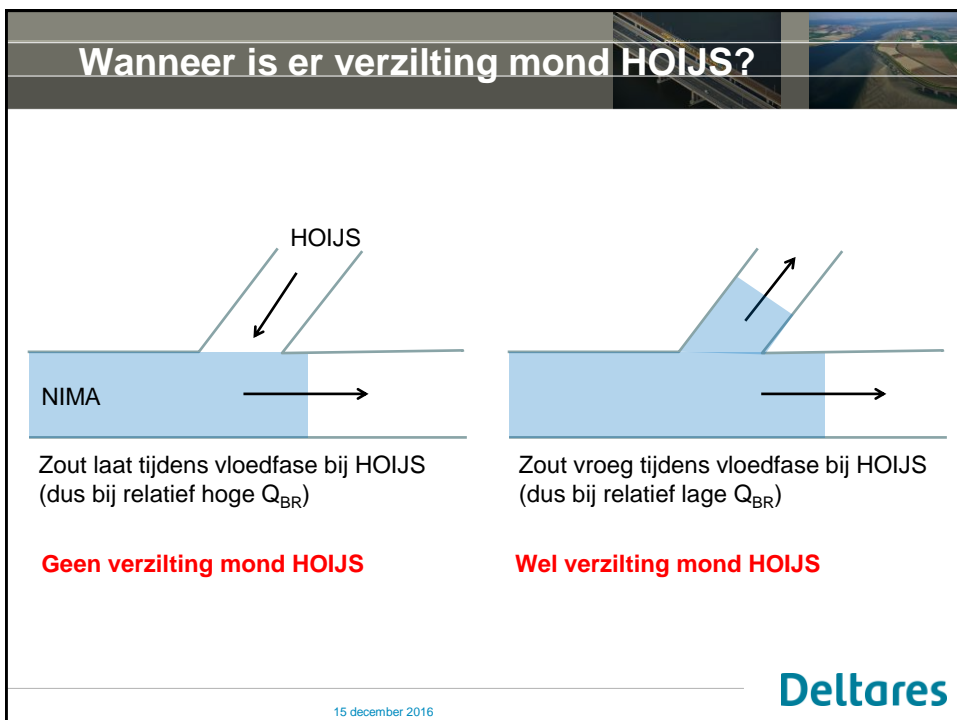 Wanneer is er verzilting mond HOIJS?
HOIJS
NIMA
Zout laat tijdens vloedfase bij HOIJS
(dus bij relatief hoge QBR)
Geen verzilting mond HOIJS
Zout vroeg tijdens vloedfase bij HOIJS
(dus bij relatief lage QBR)
Wel verzilting mond HOIJS
15 december 2016
Deltares